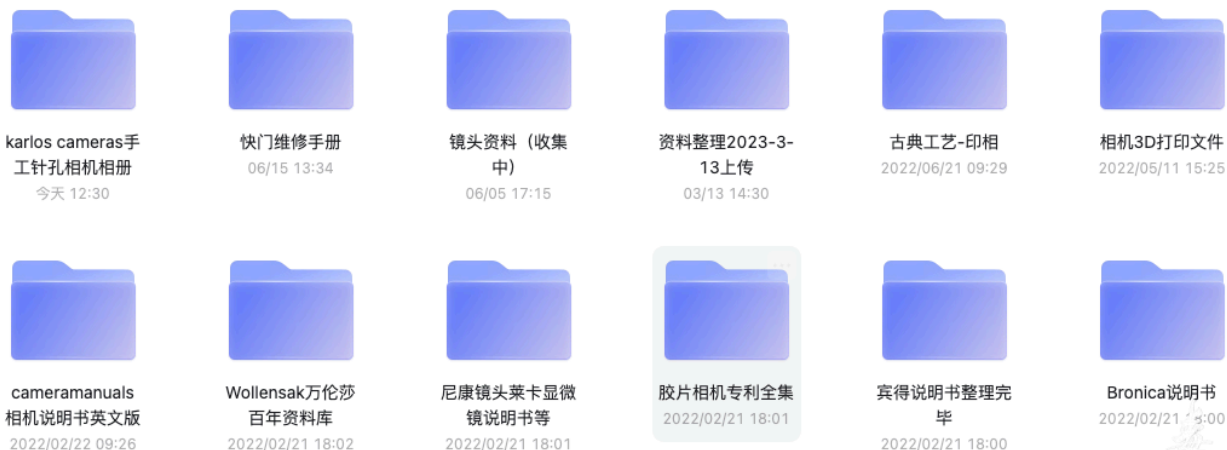 karlos cameras手
工针孔相机相册
今天 12:30
快门维修手册
06/15 13:34
镜头资料（收集
中）
06/05 17:15
资料整理2023-3-
13上传
03/13 14:30
古典工艺-印相
2022/06/21 09:29
相机3D打印文件
2022/05/11 15:25
cameramanuals
相机说明书英文版
2022/02/22 09:26
Wollensak万伦莎
百年资料库
2022/02/21 18:02
尼康镜头莱卡显微
镜说明书等
2022/02/21 18:01
胶片相机专利全集
2022/02/21 18:01
宾得说明书整理完
毕
2022/02/21 18:00
Bronica说明书
2022/02/21 18:00